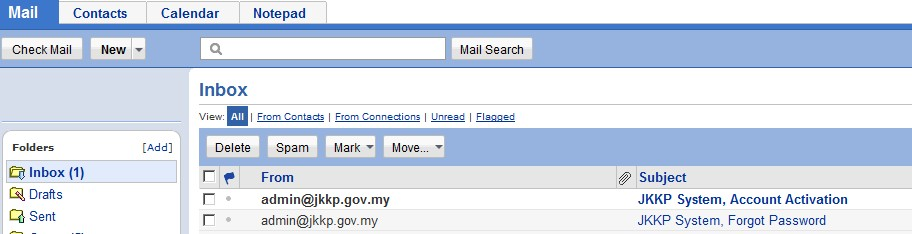 Mail Contacts Calendar Notepad
Check Mail New Mail Search
Inbox
View: All | From Contacts | From Connections | Unread | Flagged
Folders [Add]
Delete Spam Mark Move...
Inbox (1)
From Subject
Drafts
admin@jkkp.gov.my JKKP System, Account Activation
Sent
admin@jkkp.gov.my JKKP System, Forgot Password